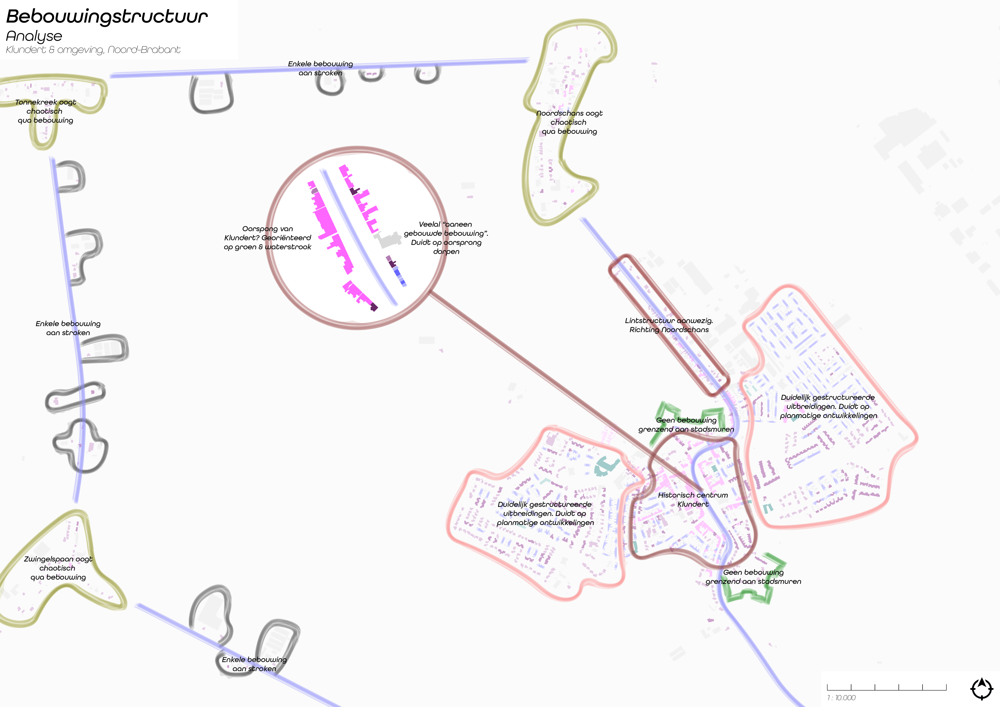 Bebouwingstructuur
Analyse
Klundert & omgeving, Noord-Brabant
Enkele bebouwing
aan stroken
Tonnekreek oogt
chaotisch
qua bebouwing
Noordschans oogt
chaotisch
qua bebouwing
Oorspong van
Klundert? Georiënteerd
op groen & waterstrook
Veelal “aaneen
gebouwde bebouwing”.
Duidt op oorsprong
dorpen
Enkele bebouwing
aan stroken
Lintstructuur aanwezig.
Richting Noordschans
Duidelijk gestructureerde
uitbreidingen. Duidt op
planmatige ontwikkelingen
Geen bebouwing
grenzend aan stadsmuren
Historisch centrum
Klundert
Duidelijk gestructureerde
uitbreidingen. Duidt op
planmatige ontwikkelingen
Zwingelspaan oogt
chaotisch
qua bebouwing
Geen bebouwing
grenzend aan stadsmuren
Enkele bebouwing
aan stroken
1 : 10.000